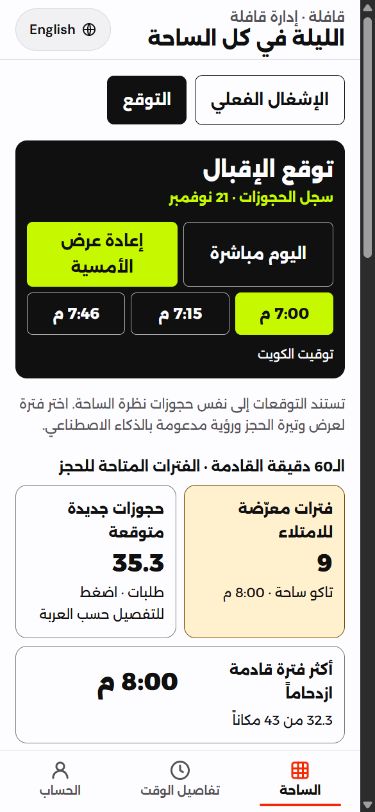 قافلة · إدارة قافلة
الليلة في كل الساحة
English
الإشغال الفعلي
التوقع
توقع الإقبال
سجل الحجوزات · 21 نوفمبر
اليوم مباشرة
إعادة عرض
الأمسية
7:00 م
7:15 م
7:46 م
توقيت الكويت
تستند التوقعات إلى نفس حجوزات نظرة الساحة. اختر فترة
لعرض وتيرة الحجز ورؤية مدعومة بالذكاء الاصطناعي.
الـ60 دقيقة القادمة · الفترات المتاحة للحجز
فترات معرّضة
للامتلاء
9
تاكو ساحة · 8:00 م
حجوزات جديدة
متوقعة
35.3
طلبات · اضغط
للتفصيل حسب العربة
أكثر فترة قادمة
ازدحاماً
8:00 م
32.3 من 43 مكاناً
الساحة
تفاصيل الوقت
الحساب